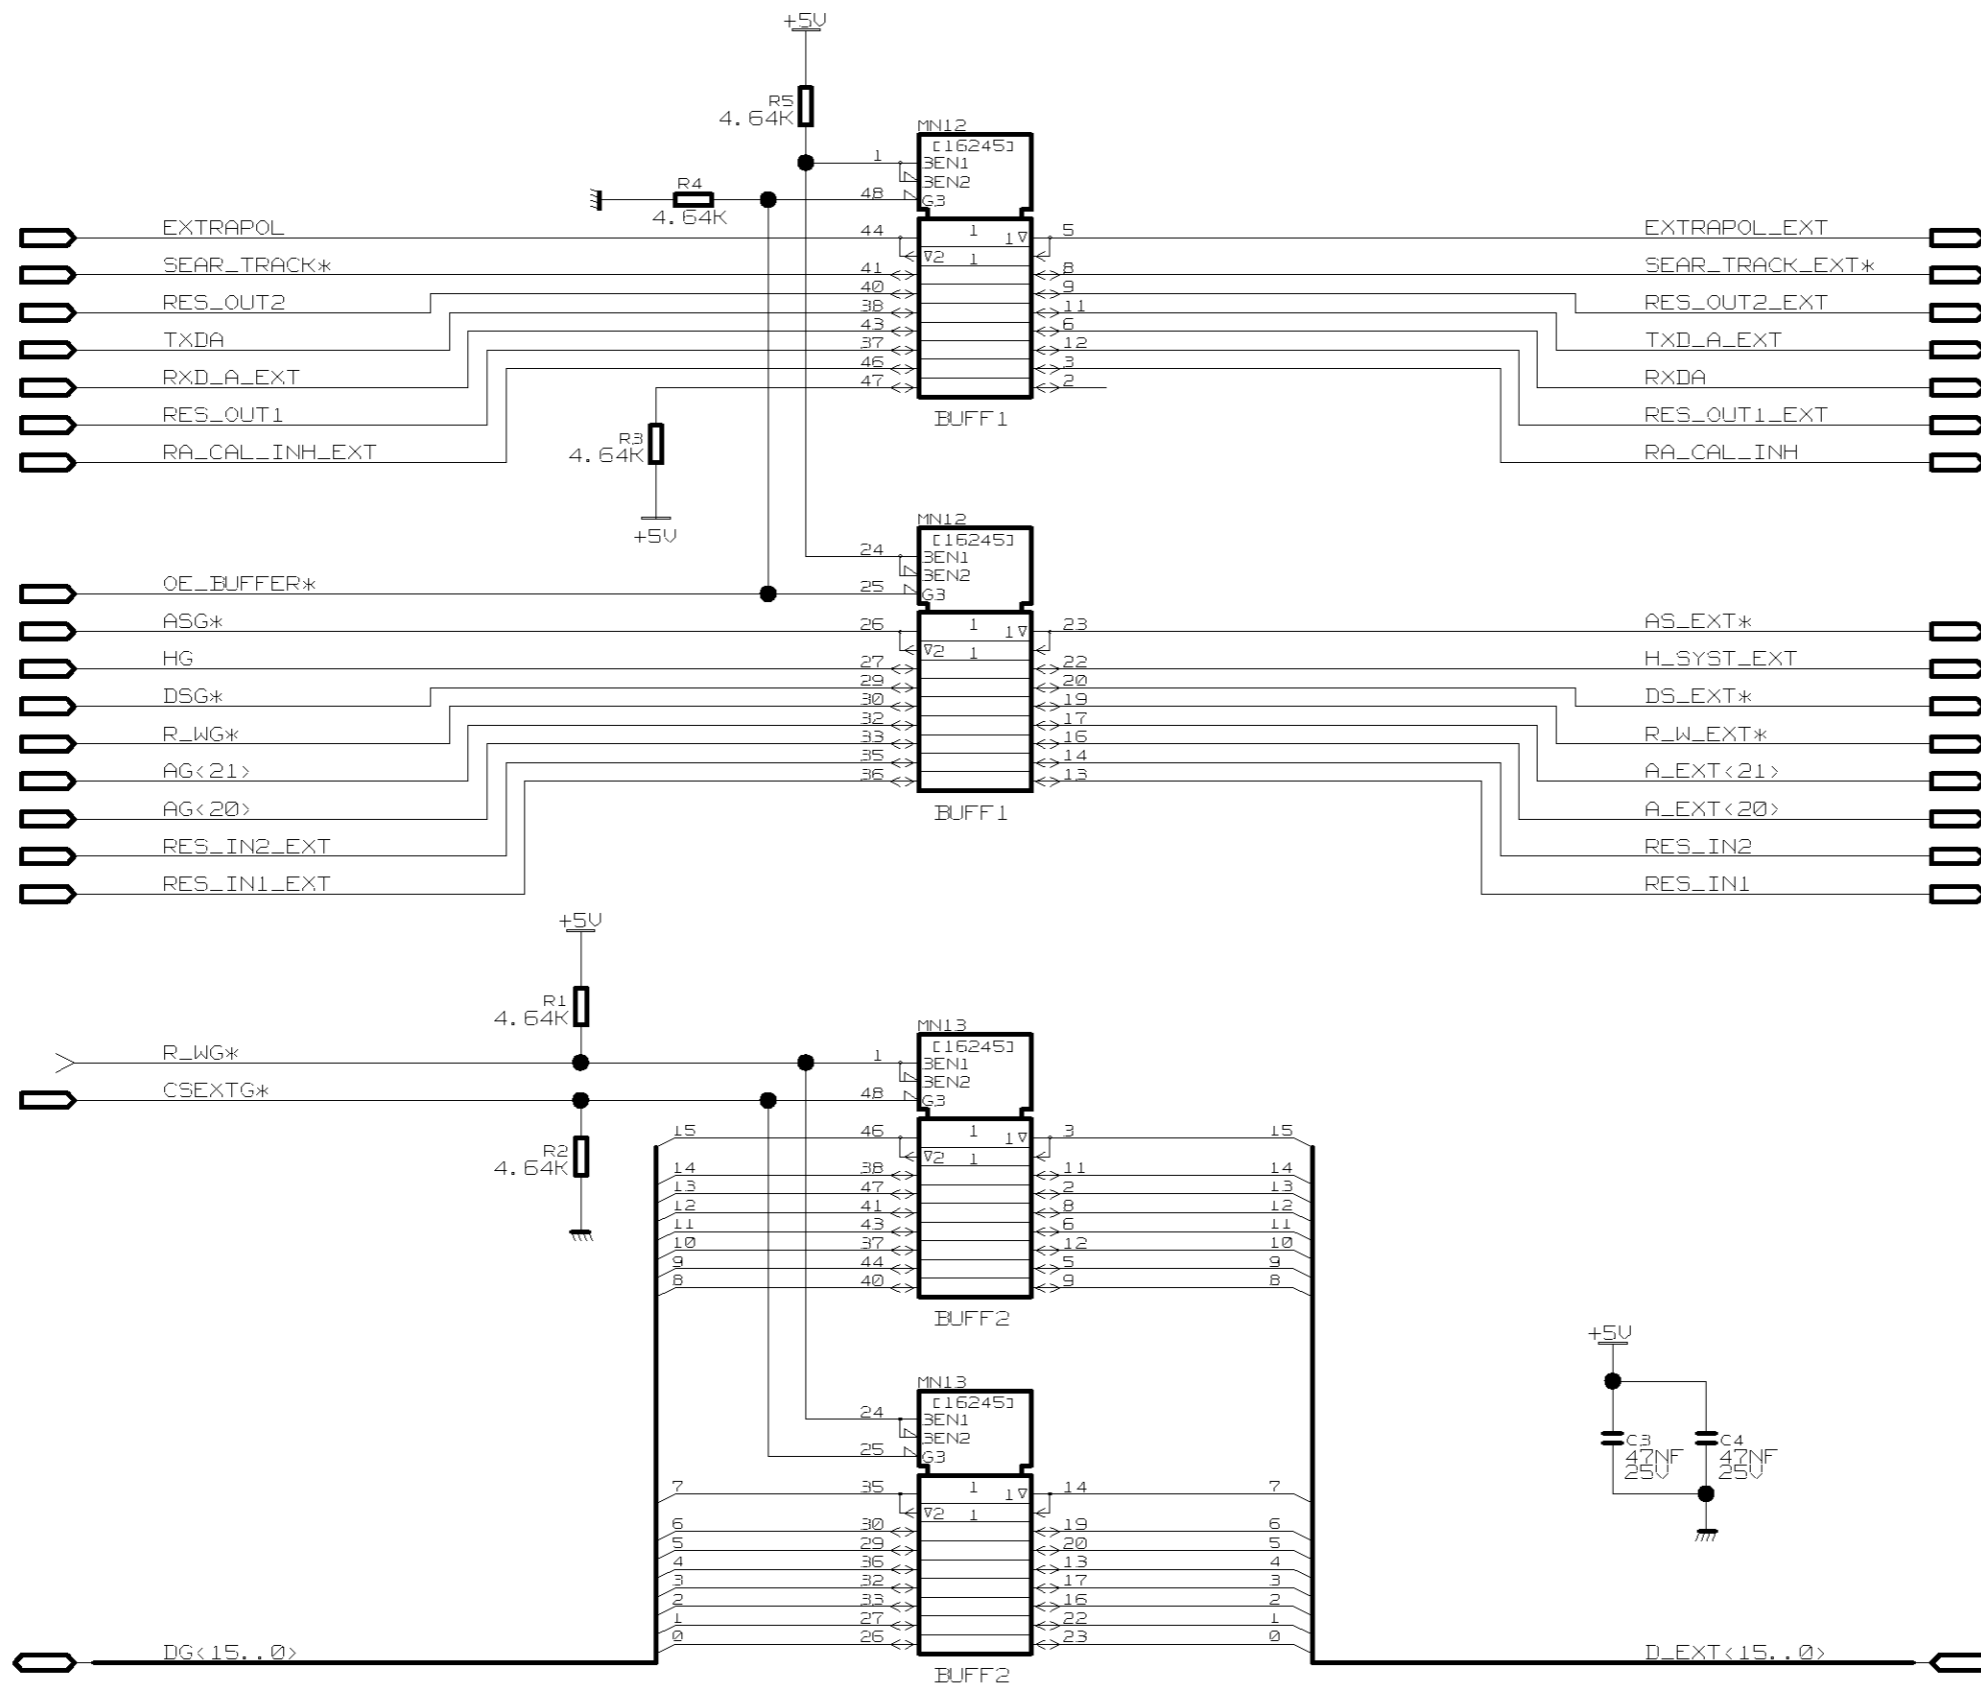 +5V
R5
4.64K
MN12
[16245]
1 3EN1
3EN2
R4
4.64K
48 G3
EXTRAPOL 44 1 1▽ 5 EXTRAPOL_EXT
▽2 1
SEAR_TRACK* 41 8 SEAR_TRACK_EXT*
40 9
RES_OUT2 38 11 RES_OUT2_EXT
43 6
TXDA 37 12 TXD_A_EXT
46 3
RXD_A_EXT 47 2 RXDA
RES_OUT1 BUFF1 RES_OUT1_EXT
R3
4.64K
RA_CAL_INH_EXT RA_CAL_INH
+5V
MN12
[16245]
24 3EN1
3EN2
OE_BUFFER* 25 G3
ASG* 26 1 1▽ 23 AS_EXT*
▽2 1
HG 27 22 H_SYST_EXT
29 20
DSG* 30 19 DS_EXT*
32 17
R_WG* 33 16 R_W_EXT*
35 14
AG<21> 36 13 A_EXT<21>
AG<20> BUFF1 A_EXT<20>
RES_IN2_EXT RES_IN2
RES_IN1_EXT RES_IN1
+5V
R1
4.64K
MN13
[16245]
R_WG* 1 3EN1
3EN2
CSEXTG* 48 G3
R2
4.64K
15 46 1 1▽ 3 15
▽2 1
14 38 11 14
13 47 2 13
12 41 8 12
11 43 6 11
10 37 12 10
9 44 5 9
8 40 9 8
BUFF2
+5V
MN13
[16245]
24 3EN1
3EN2
25 G3
C3
47NF
25V
C4
47NF
25V
7 35 1 1▽ 14 7
▽2 1
6 30 19 6
5 29 20 5
4 36 13 4
3 32 17 3
2 33 16 2
1 27 22 1
0 26 23 0
DG<15..0> D_EXT<15..0>
BUFF2